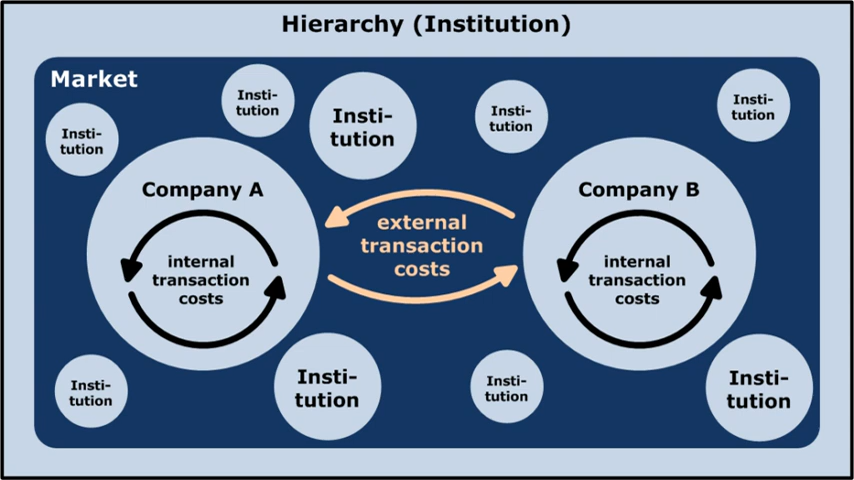 Hierarchy (Institution)
Market
Insti-
tution
Insti-
tution
Insti-
tution
Insti-
tution
Insti-
tution
Company A
internal
transaction
costs
external
transaction
costs
Company B
internal
transaction
costs
Insti-
tution
Insti-
tution
Insti-
tution
Insti-
tution